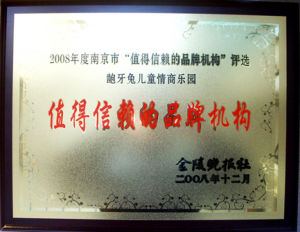 2008年度南京市“值得信赖的品牌机构”评选
龅牙兔儿童情商乐园
值得信赖的品牌机构
金陵晚报社
二〇〇八年十二月